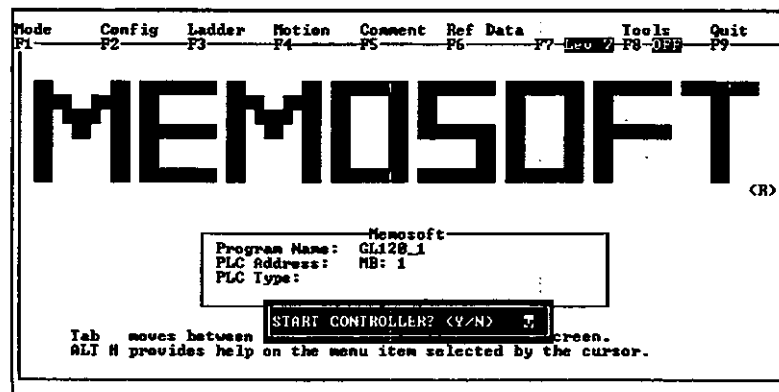 Mode Config Ladder Motion Comment Ref Data Tools Quit
F1 F2 F3 F4 F5 F6 F7 Lev F8 OFF F9
MEMOSOFT
(R)
Memosoft
Program Name: GL120_1
PLC Address: MB: 1
PLC Type:
START CONTROLLER? (Y/N)
Tab moves between creen.
ALT H provides help on the menu item selected by the cursor.